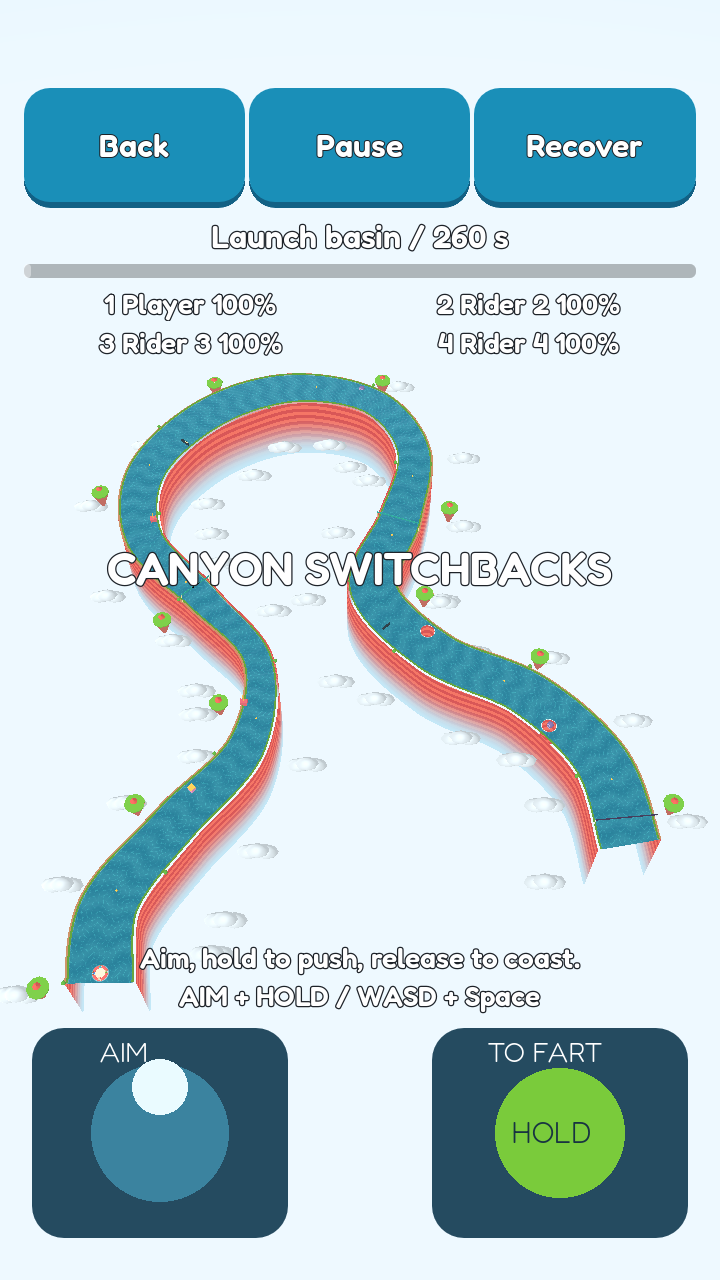 Back
Pause
Recover
Launch basin / 260 s
1 Player 100%
2 Rider 2 100%
3 Rider 3 100%
4 Rider 4 100%
CANYON SWITCHBACKS
Aim, hold to push, release to coast.
AIM + HOLD / WASD + Space
AIM
TO FART
HOLD